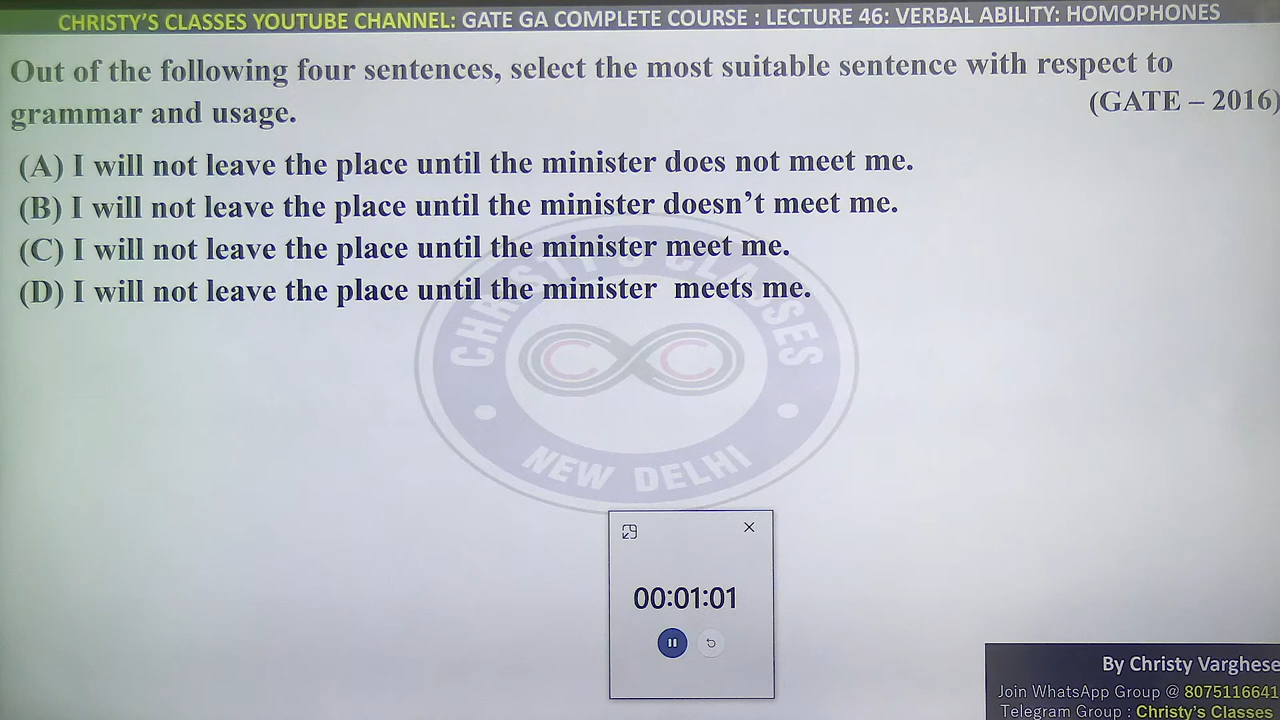 CHRISTY'S CLASSES YOUTUBE CHANNEL: GATE GA COMPLETE COURSE : LECTURE 46: VERBAL ABILITY: HOMOPHONES
Out of the following four sentences, select the most suitable sentence with respect to
grammar and usage.
(GATE – 2016)
(A) I will not leave the place until the minister does not meet me.
(B) I will not leave the place until the minister doesn’t meet me.
(C) I will not leave the place until the minister meet me.
(D) I will not leave the place until the minister meets me.
CHRISTY'S CLASSES
CC
NEW DELHI
00:01:01
By Christy Varghese
Join WhatsApp Group @ 8075116641
Telegram Group : Christy's Classes